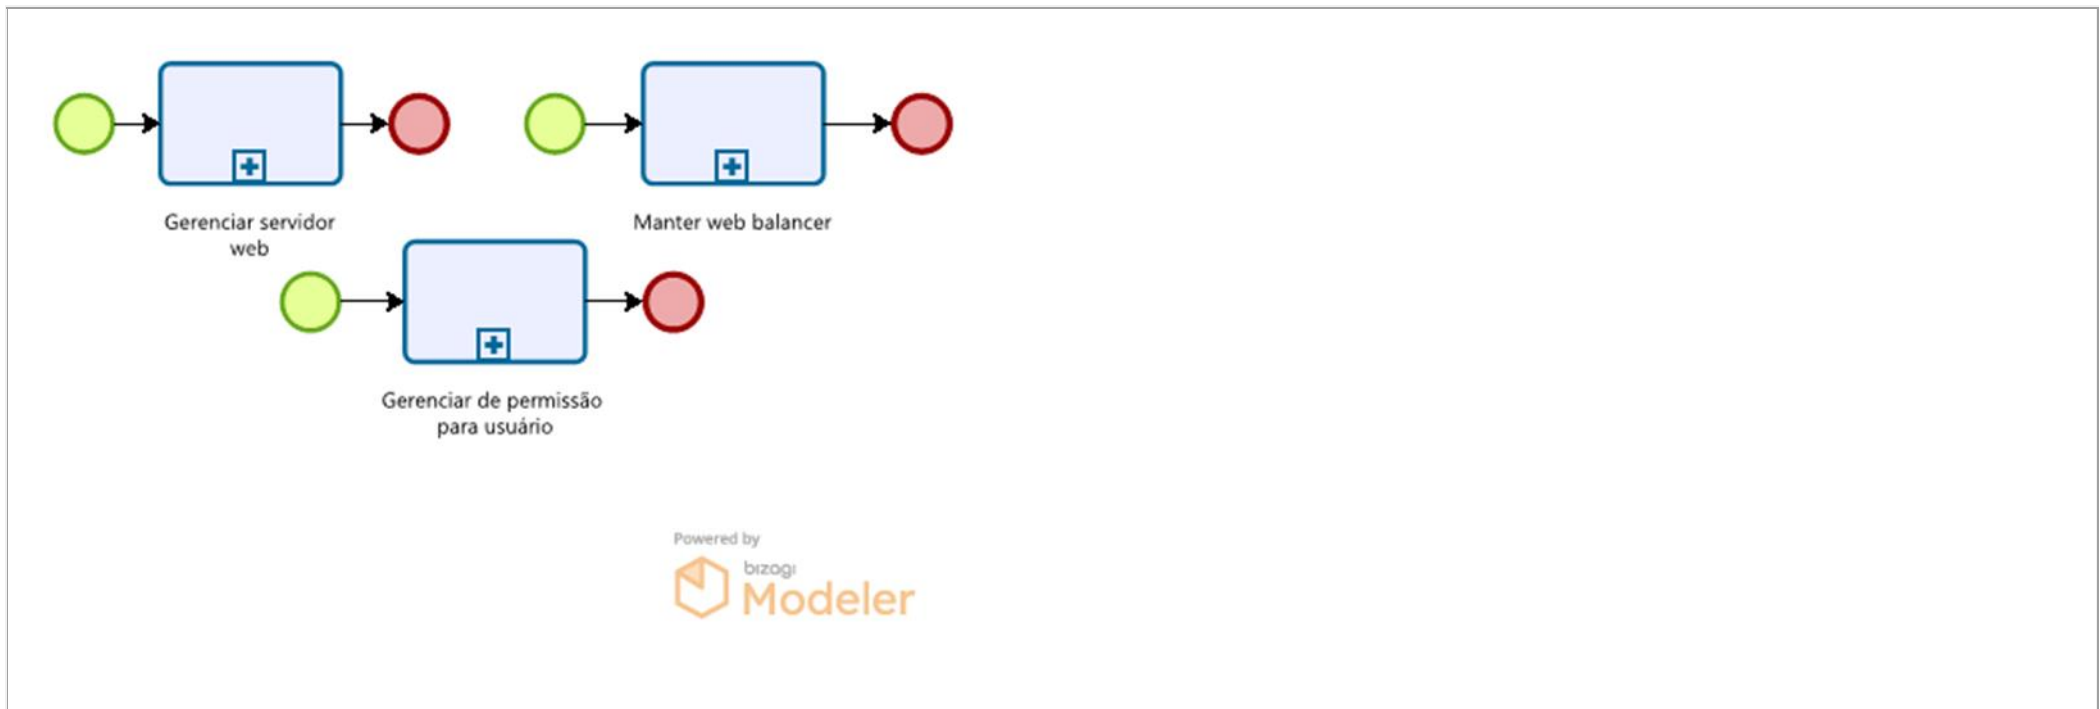 Gerenciar servidor
web
Manter web balancer
Gerenciar de permissão
para usuário
Powered by
bizagi
Modeler